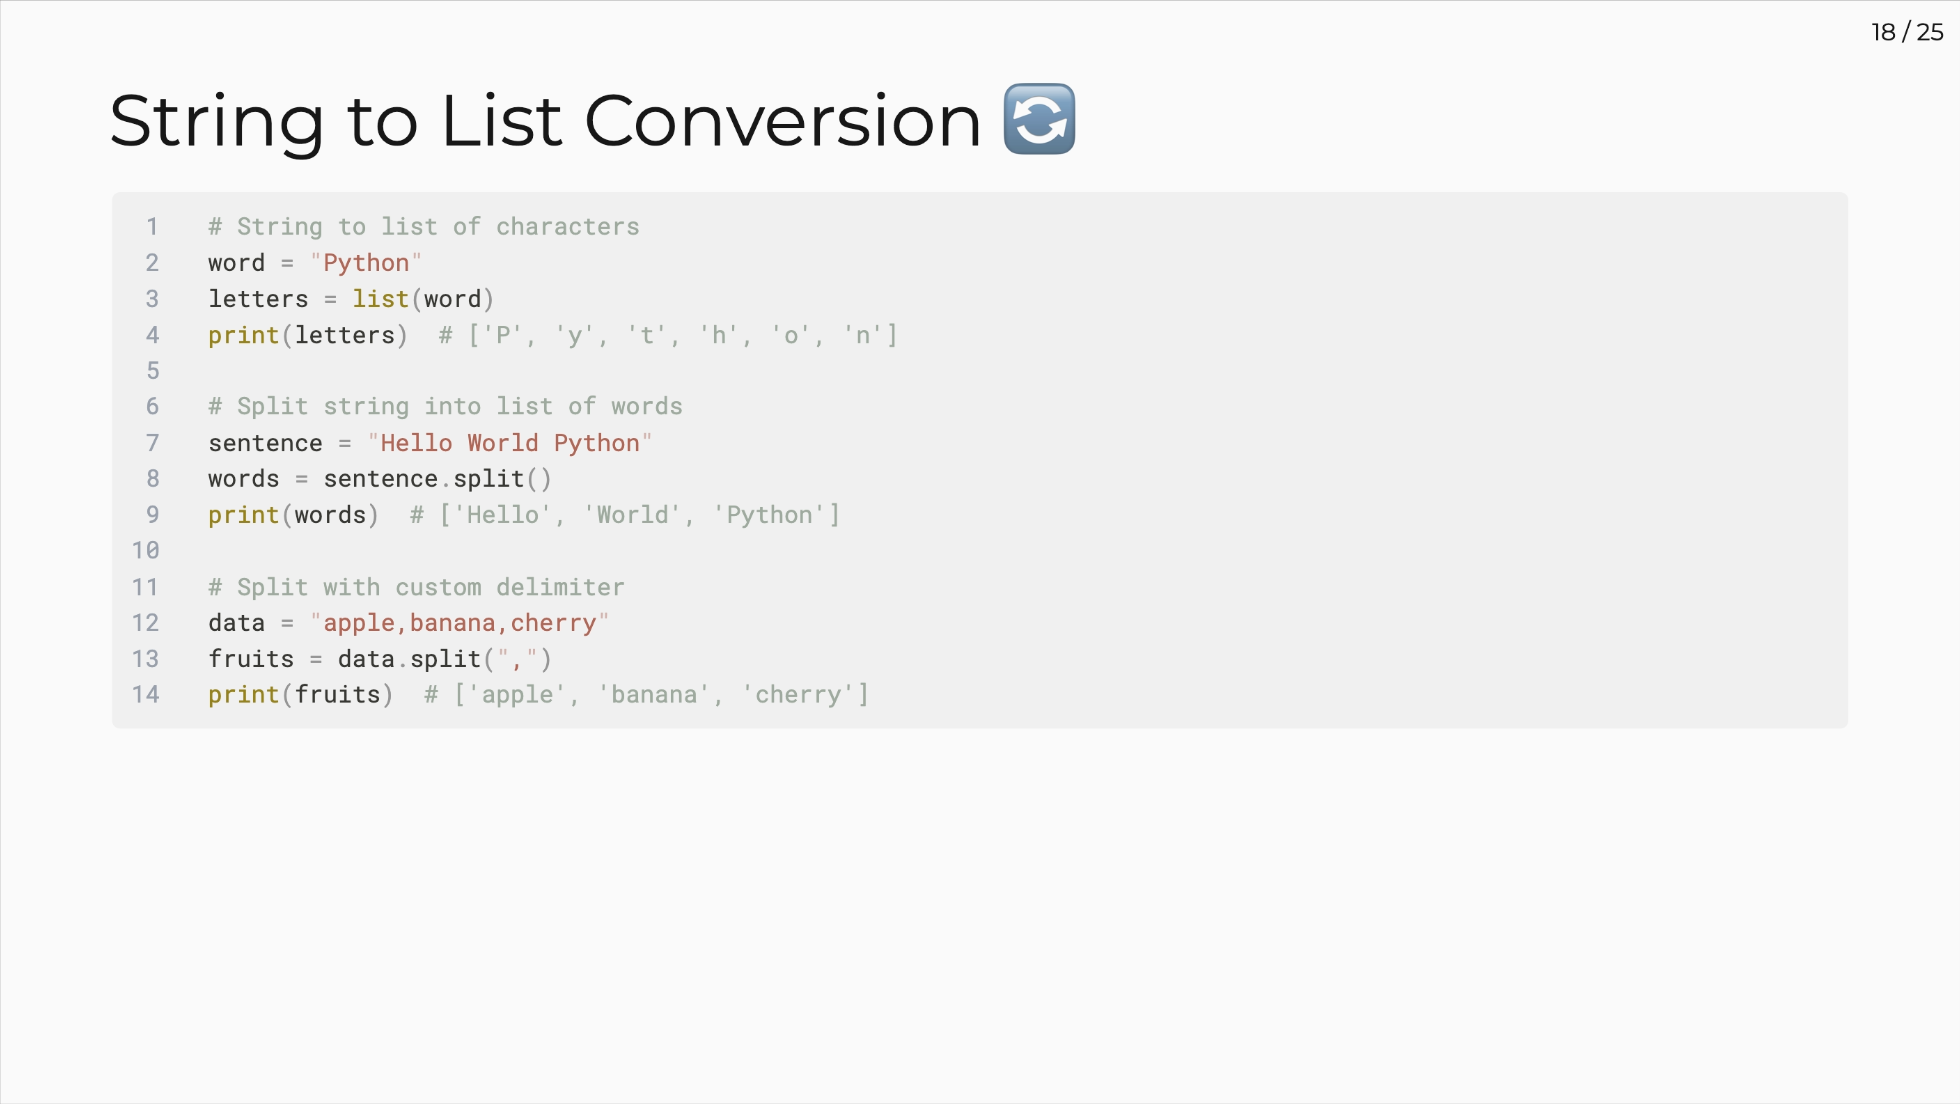 18 / 25
String to List Conversion 🔄
1 # String to list of characters
2 word = "Python"
3 letters = list(word)
4 print(letters)  # ['P', 'y', 't', 'h', 'o', 'n']
5
6 # Split string into list of words
7 sentence = "Hello World Python"
8 words = sentence.split()
9 print(words)  # ['Hello', 'World', 'Python']
10
11 # Split with custom delimiter
12 data = "apple,banana,cherry"
13 fruits = data.split(",")
14 print(fruits)  # ['apple', 'banana', 'cherry']